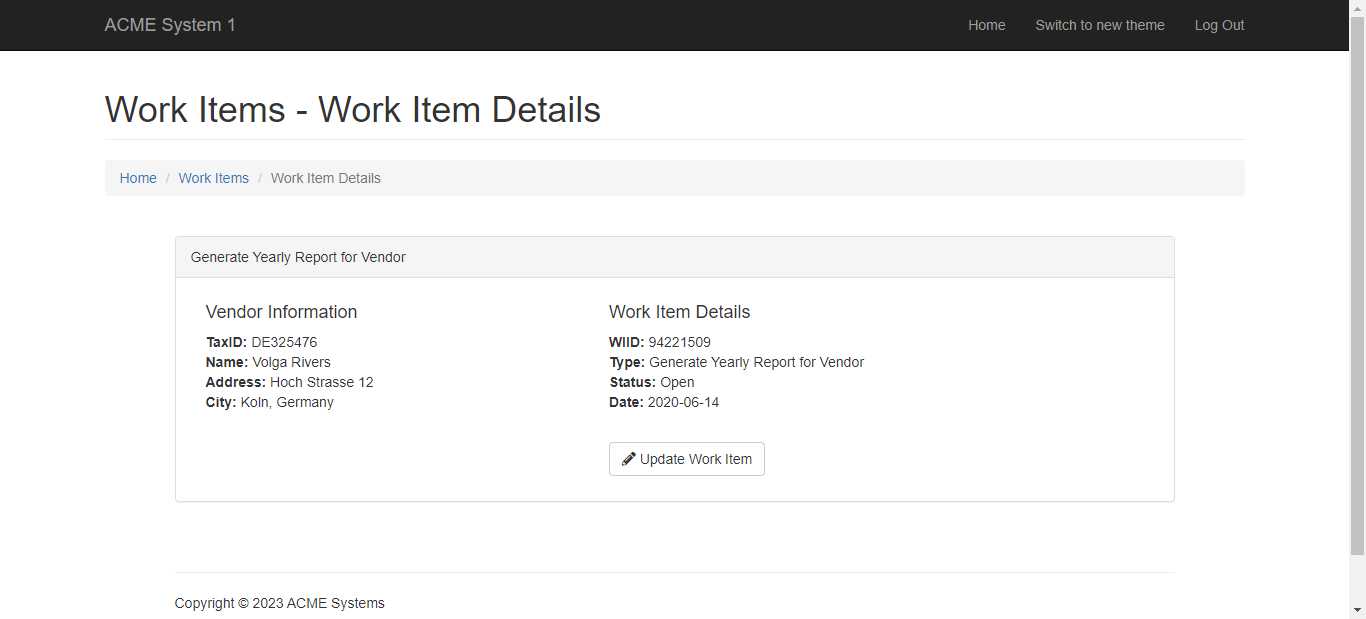 ACME System 1 Home Switch to new theme Log Out
Work Items - Work Item Details
Home / Work Items / Work Item Details
Generate Yearly Report for Vendor
Vendor Information
TaxID: DE325476
Name: Volga Rivers
Address: Hoch Strasse 12
City: Koln, Germany
Work Item Details
WIID: 94221509
Type: Generate Yearly Report for Vendor
Status: Open
Date: 2020-06-14
Update Work Item
Copyright © 2023 ACME Systems